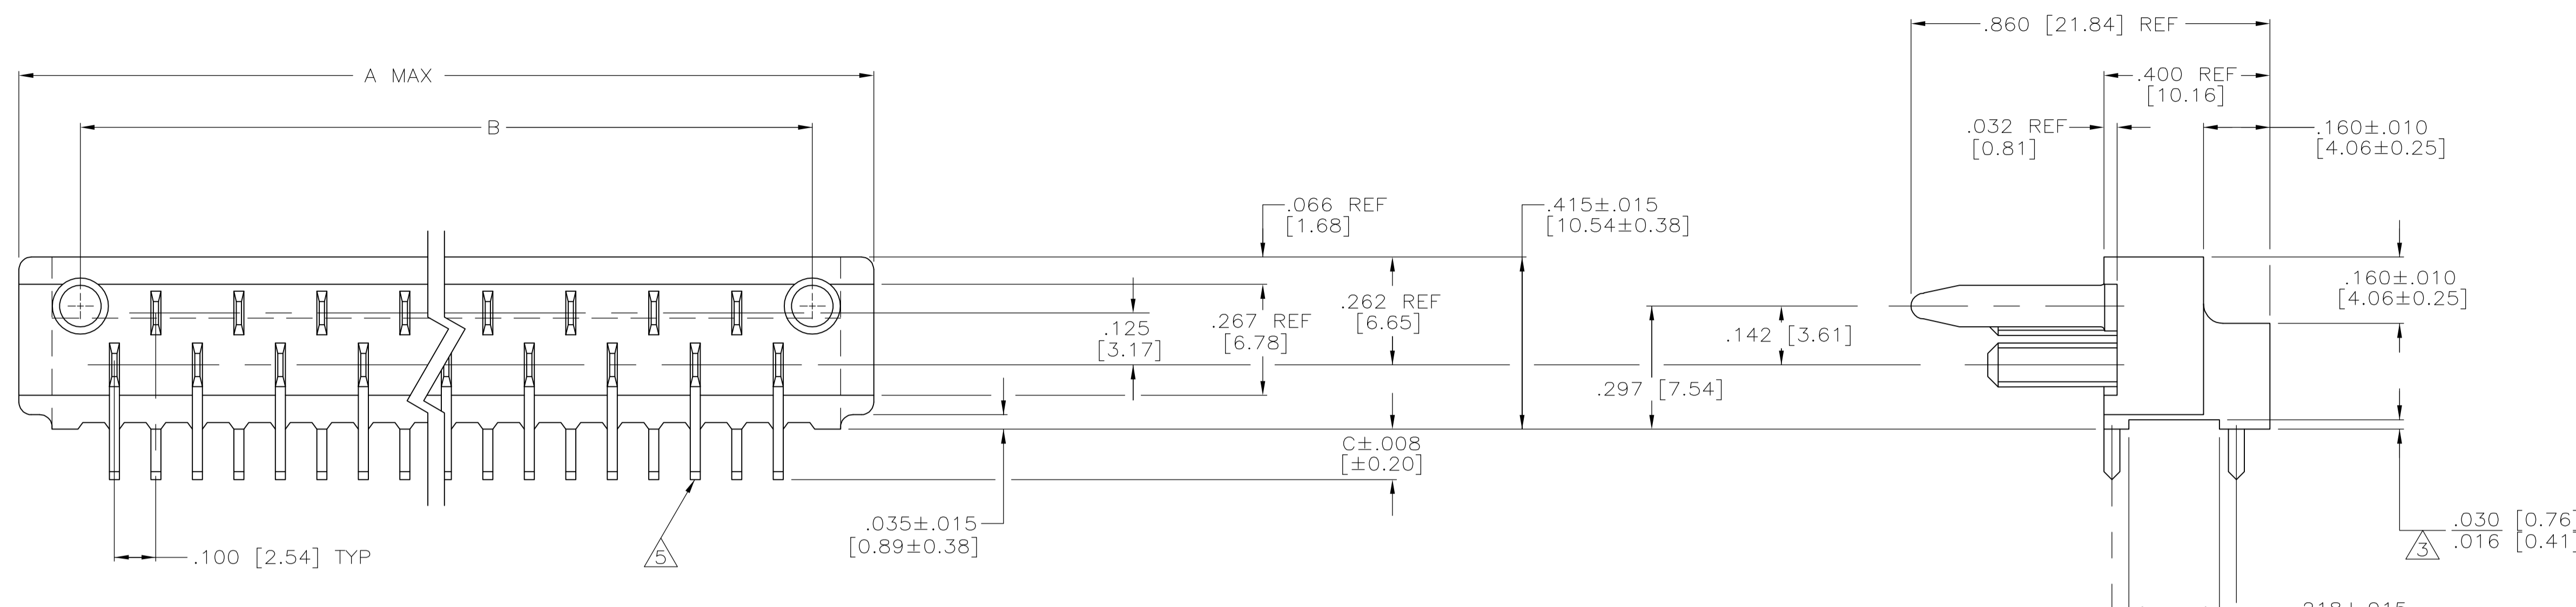 .860 [21.84] REF
A MAX
.400 REF
[10.16]
B
.032 REF
[0.81]
.160±.010
[4.06±0.25]
.066 REF
[1.68]
.415±.015
[10.54±0.38]
.160±.010
[4.06±0.25]
.262 REF
[6.65]
.125
[3.17]
.267 REF
[6.78]
.142 [3.61]
.297 [7.54]
C±.008
[±0.20]
.035±.015
[0.89±0.38]
.100 [2.54] TYP
5
.030 [0.76]
.016 [0.41]
3